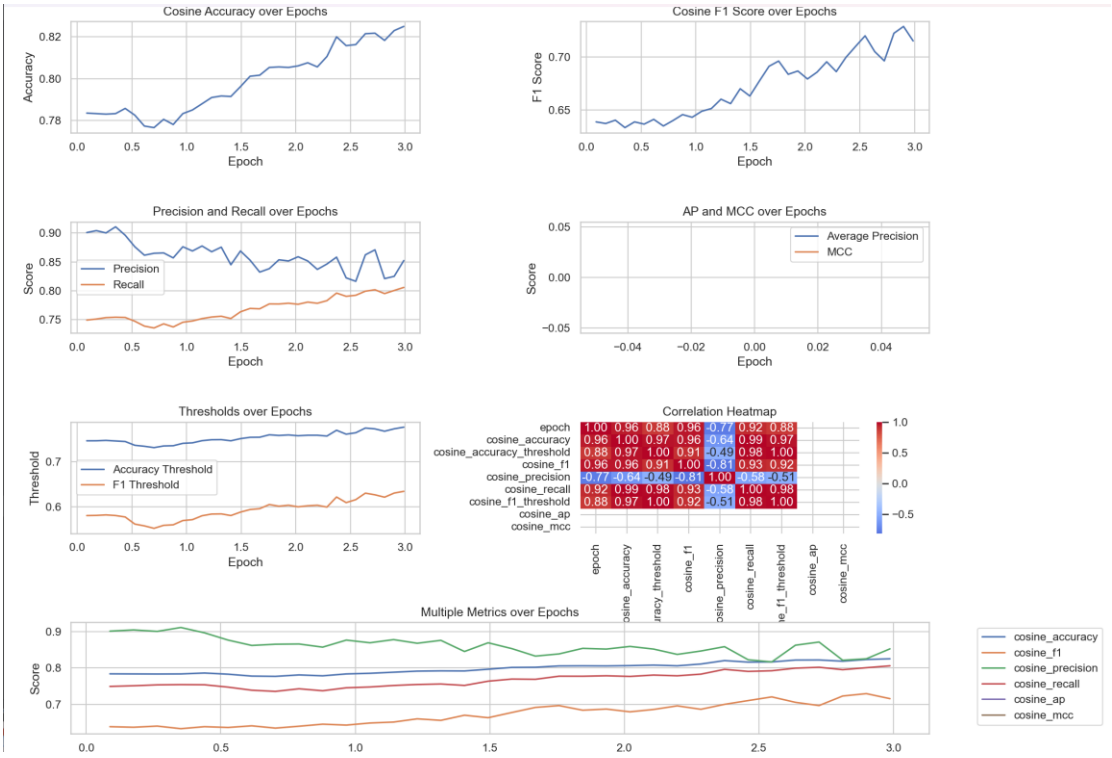 Cosine Accuracy over Epochs
0.82
0.80
0.78
Accuracy
0.0 0.5 1.0 1.5 2.0 2.5 3.0
Epoch
Cosine F1 Score over Epochs
0.70
0.65
F1 Score
0.0 0.5 1.0 1.5 2.0 2.5 3.0
Epoch
Precision and Recall over Epochs
0.90
0.85
0.80
0.75
Score
Precision
Recall
0.0 0.5 1.0 1.5 2.0 2.5 3.0
Epoch
AP and MCC over Epochs
0.05
0.00
−0.05
Score
Average Precision
MCC
−0.04 −0.02 0.00 0.02 0.04
Epoch
Thresholds over Epochs
0.7
0.6
Threshold
Accuracy Threshold
F1 Threshold
0.0 0.5 1.0 1.5 2.0 2.5 3.0
Epoch
Correlation Heatmap
epoch 1.00 0.96 0.88 0.96 -0.77 0.92 0.88
cosine_accuracy 0.96 1.00 0.97 0.96 -0.64 0.99 0.97
cosine_accuracy_threshold 0.88 0.97 1.00 0.91 -0.49 0.98 1.00
cosine_f1 0.96 0.96 0.91 1.00 -0.81 0.93 0.92
cosine_precision -0.77 -0.64 -0.49 -0.81 1.00 -0.58 -0.51
cosine_recall 0.92 0.99 0.98 0.93 -0.58 1.00 0.98
cosine_f1_threshold 0.88 0.97 1.00 0.92 -0.51 0.98 1.00
cosine_ap
cosine_mcc
epoch
osine_accuracy
uracy_threshold
cosine_f1
osine_precision
cosine_recall
e_f1_threshold
cosine_ap
cosine_mcc
1.0
0.5
0.0
−0.5
Multiple Metrics over Epochs
0.9
0.8
0.7
Score
0.0 0.5 1.0 1.5 2.0 2.5 3.0
cosine_accuracy
cosine_f1
cosine_precision
cosine_recall
cosine_ap
cosine_mcc